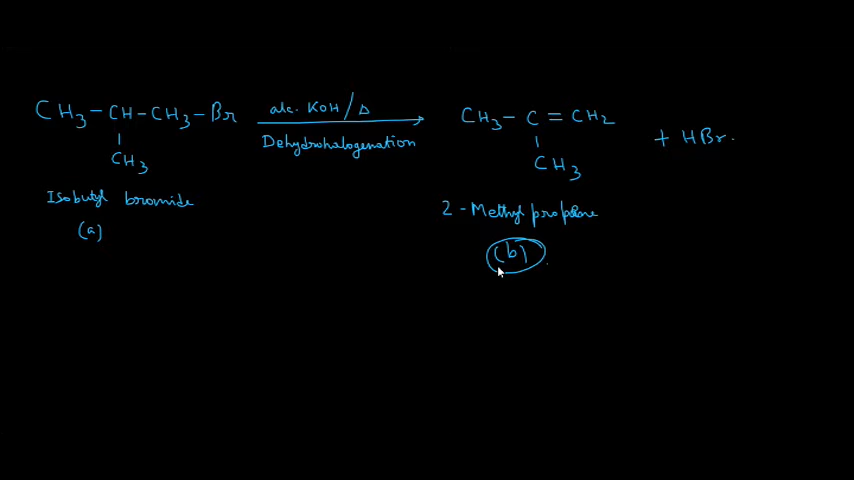 CH3 - CH - CH3 - Br alc. KOH / Δ CH3 - C = CH2
Dehydrohalogenation + HBr.
CH3 CH3
Isobutyl bromide 2 - Methyl propene
(a)
(b)